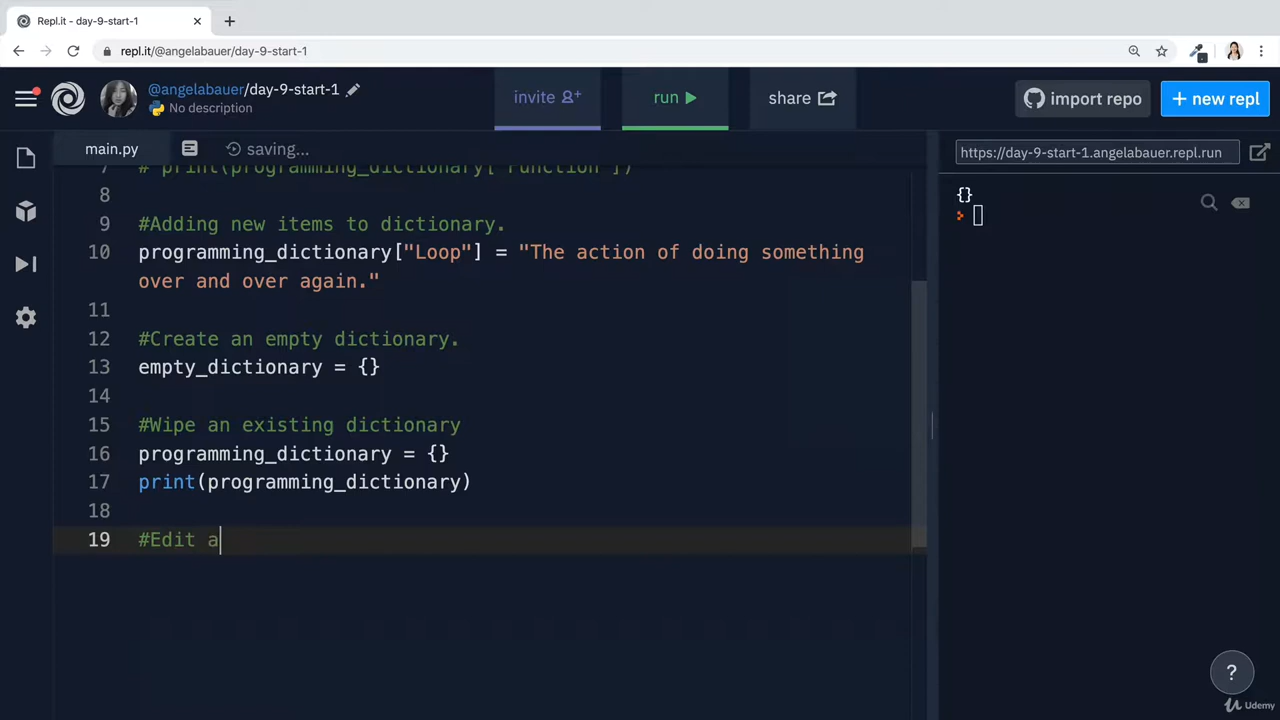 Repl.it - day-9-start-1
repl.it/@angelabauer/day-9-start-1
@angelabauer/day-9-start-1
No description
invite
run
share
import repo
+ new repl
main.py
saving...
https://day-9-start-1.angelabauer.repl.run
7 # print(programming_dictionary["Function"])
8
9 #Adding new items to dictionary.
10 programming_dictionary["Loop"] = "The action of doing something
over and over again."
11
12 #Create an empty dictionary.
13 empty_dictionary = {}
14
15 #Wipe an existing dictionary
16 programming_dictionary = {}
17 print(programming_dictionary)
18
19 #Edit a
{}
?
Udemy